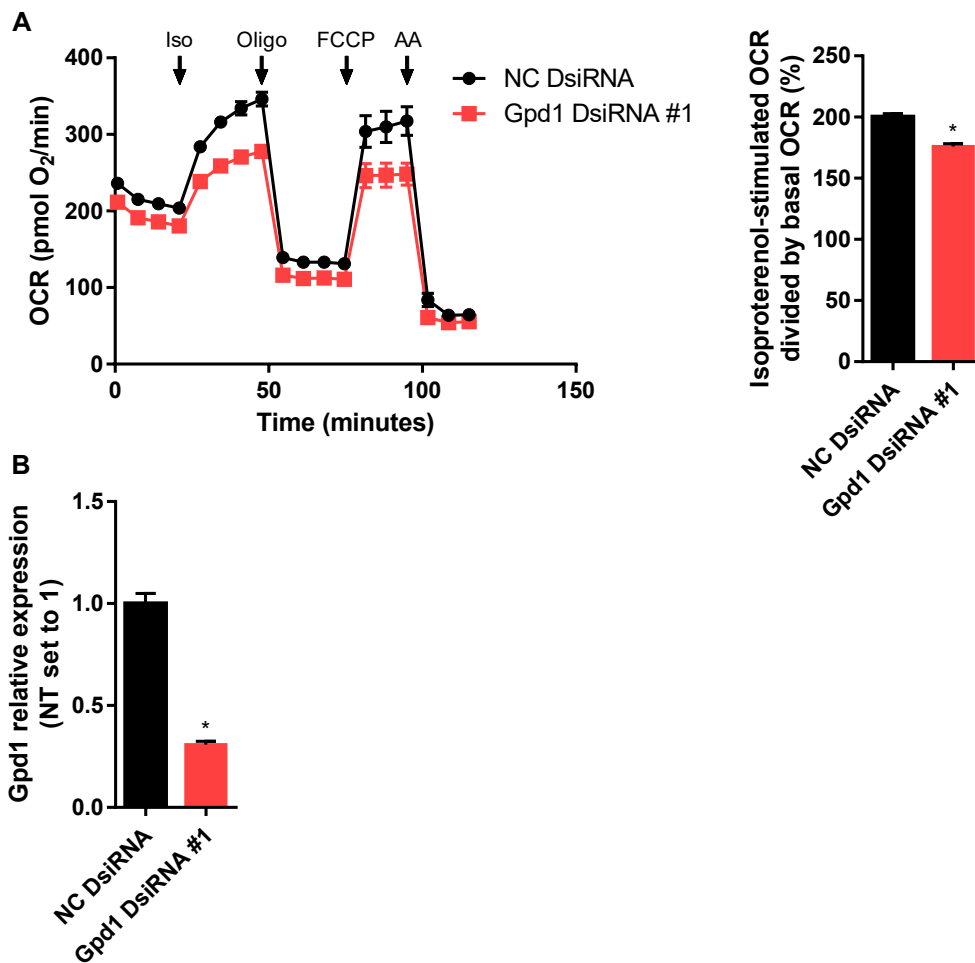 A
Iso Oligo FCCP AA
NC DsiRNA
Gpd1 DsiRNA #1
OCR (pmol O2/min)
400
300
200
100
0
0 50 100 150
Time (minutes)
Isoproterenol-stimulated OCR
divided by basal OCR (%)
250
200
150
100
50
0
*
NC DsiRNA
Gpd1 DsiRNA #1
B
Gpd1 relative expression
(NT set to 1)
1.5
1.0
0.5
0.0
*
NC DsiRNA
Gpd1 DsiRNA #1